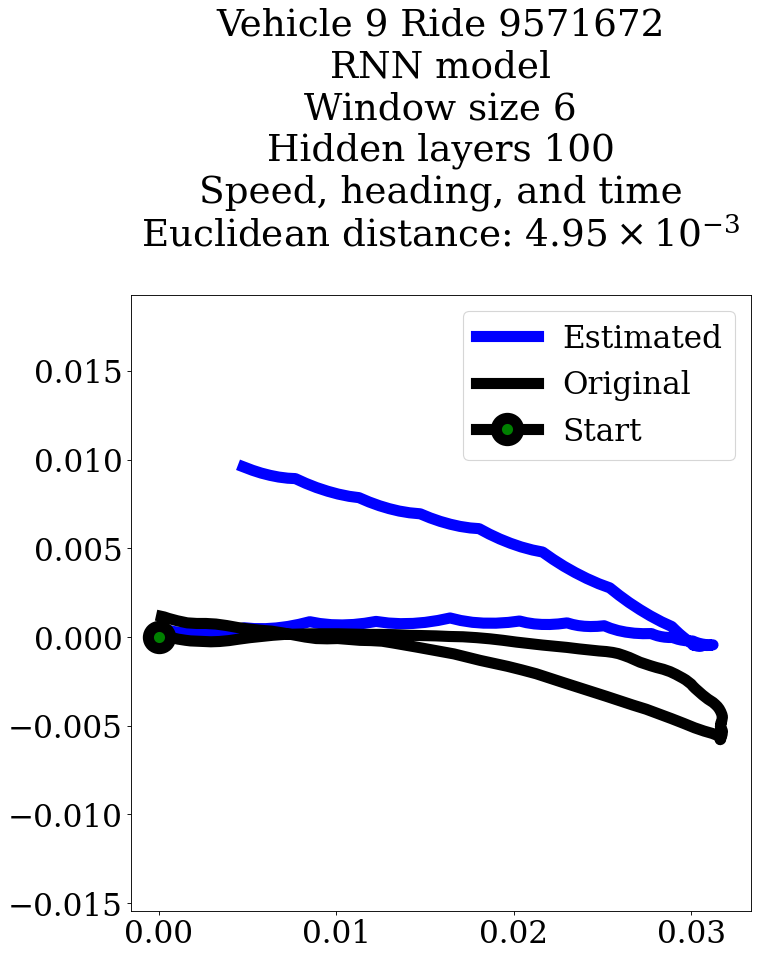 Vehicle 9 Ride 9571672
RNN model
Window size 6
Hidden layers 100
Speed, heading, and time
Euclidean distance: 4.95 × 10⁻³
Estimated
Original
Start
0.015
0.010
0.005
0.000
−0.005
−0.010
−0.015
0.00 0.01 0.02 0.03